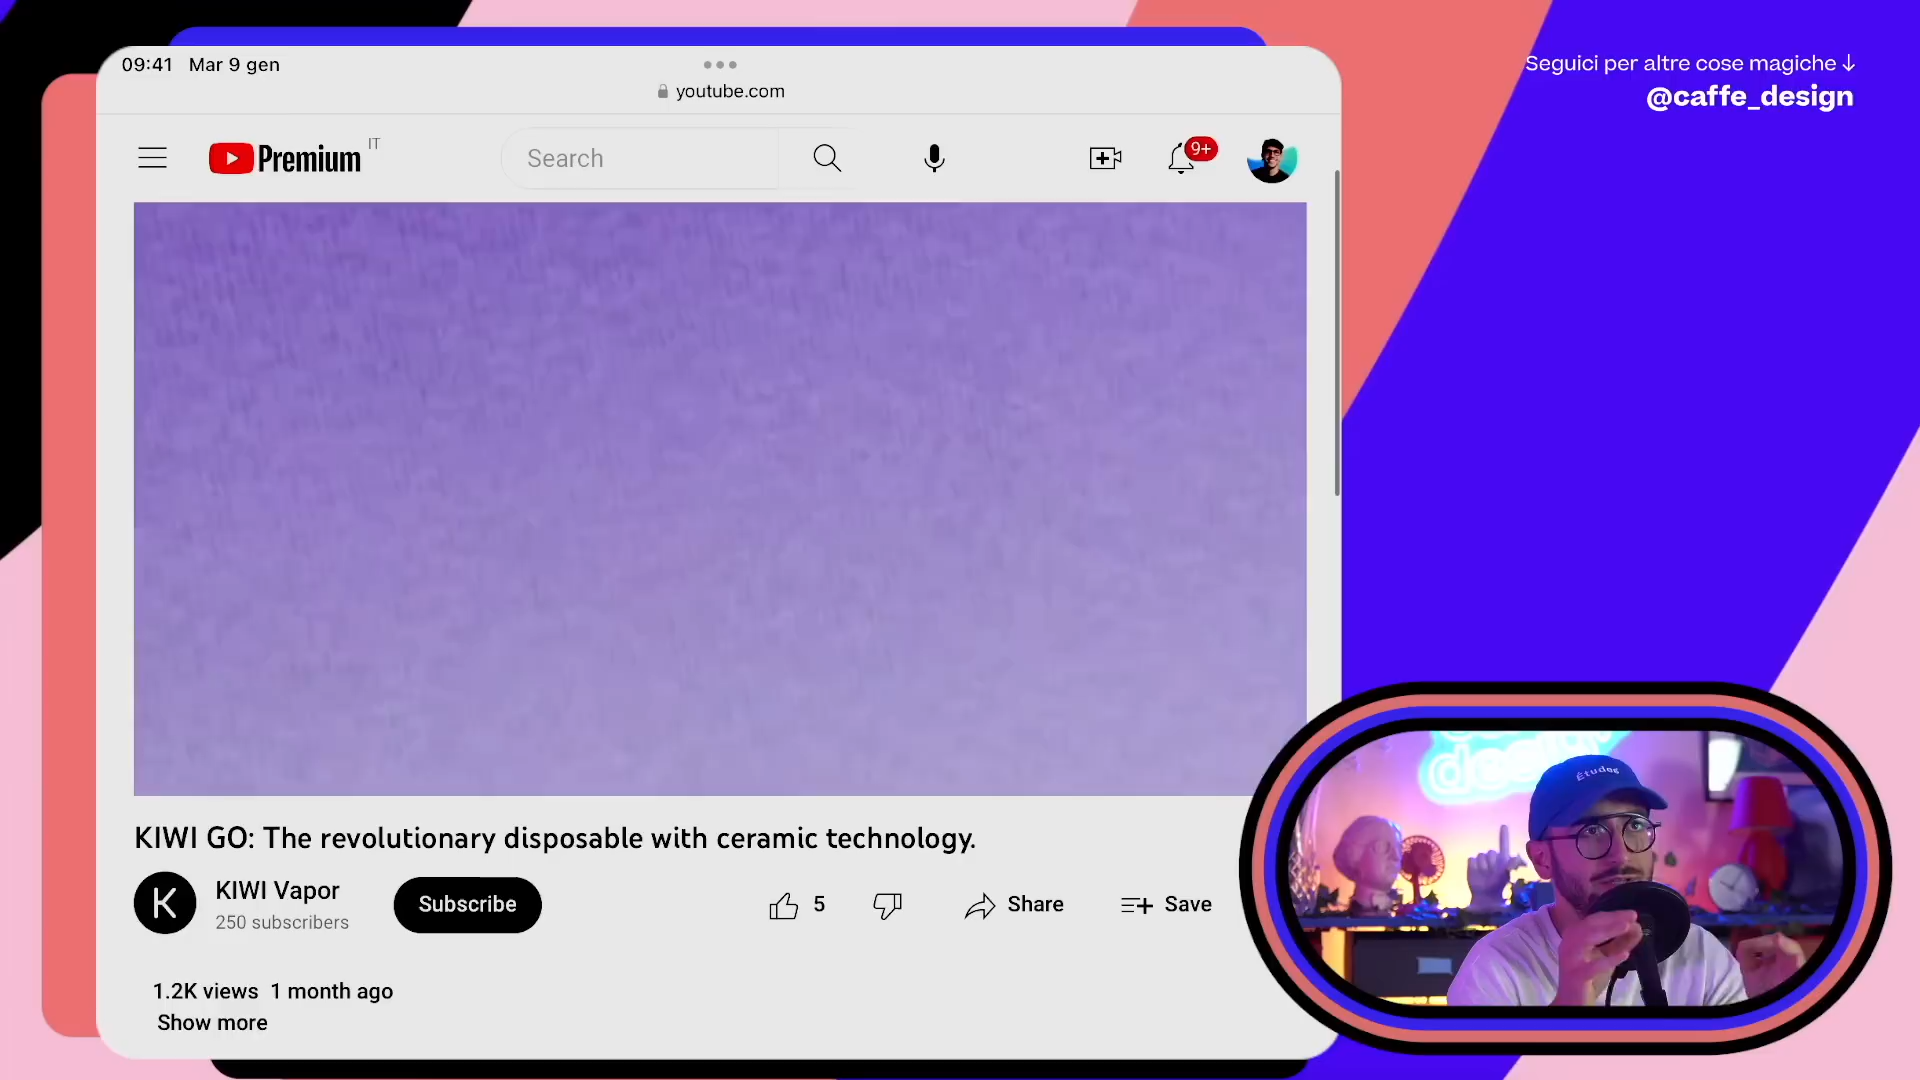 09:41 Mar 9 gen
youtube.com
Seguici per altre cose magiche ↓
@caffe_design
Premium IT
Search
9+
KIWI GO: The revolutionary disposable with ceramic technology.
K
KIWI Vapor
250 subscribers
Subscribe
5
Share
Save
1.2K views 1 month ago
Show more
design
Études